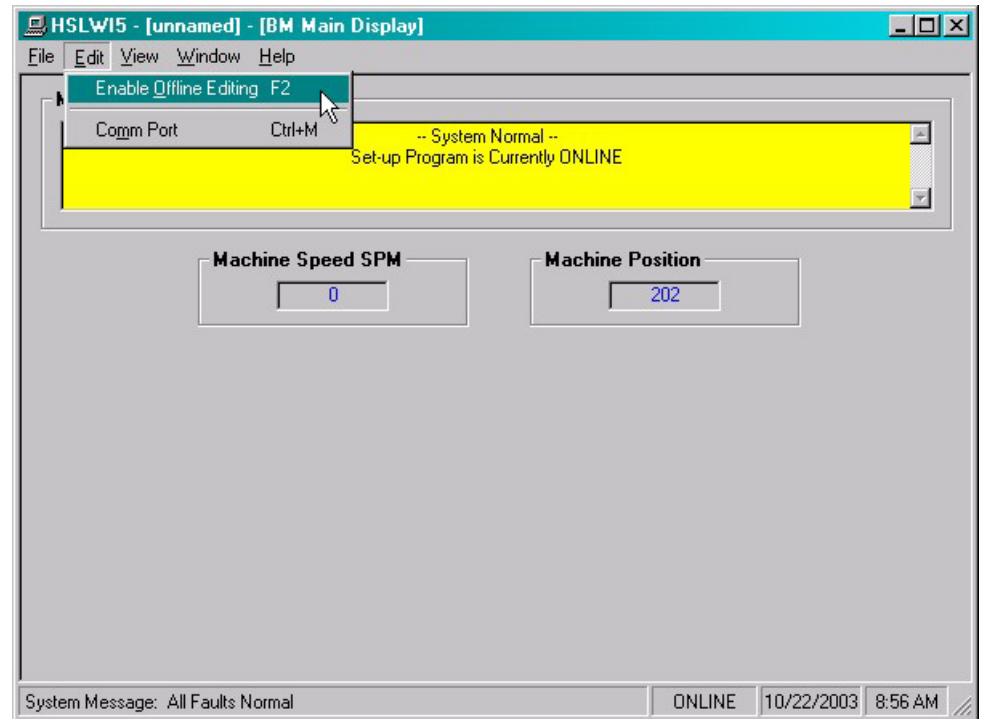 HSLWI5 - [unnamed] - [BM Main Display]
File Edit View Window Help
Enable Offline Editing F2
Comm Port Ctrl+M
-- System Normal --
Set-up Program is Currently ONLINE
Machine Speed SPM
0
Machine Position
202
System Message: All Faults Normal
ONLINE
10/22/2003
8:56 AM